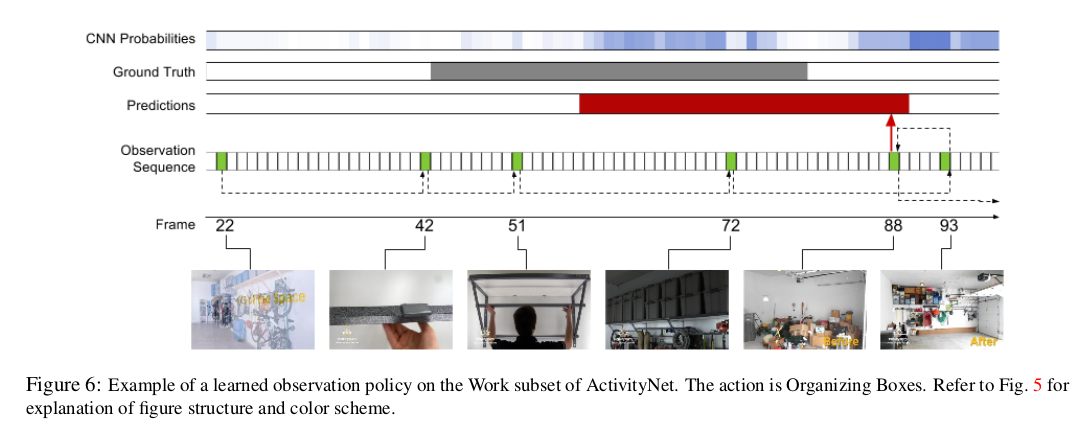 CNN Probabilities
Ground Truth
Predictions
Observation
Sequence
Frame
22 42 51 72 88 93
Before
After
Figure 6: Example of a learned observation policy on the Work subset of ActivityNet. The action is Organizing Boxes. Refer to Fig. 5 for
explanation of figure structure and color scheme.